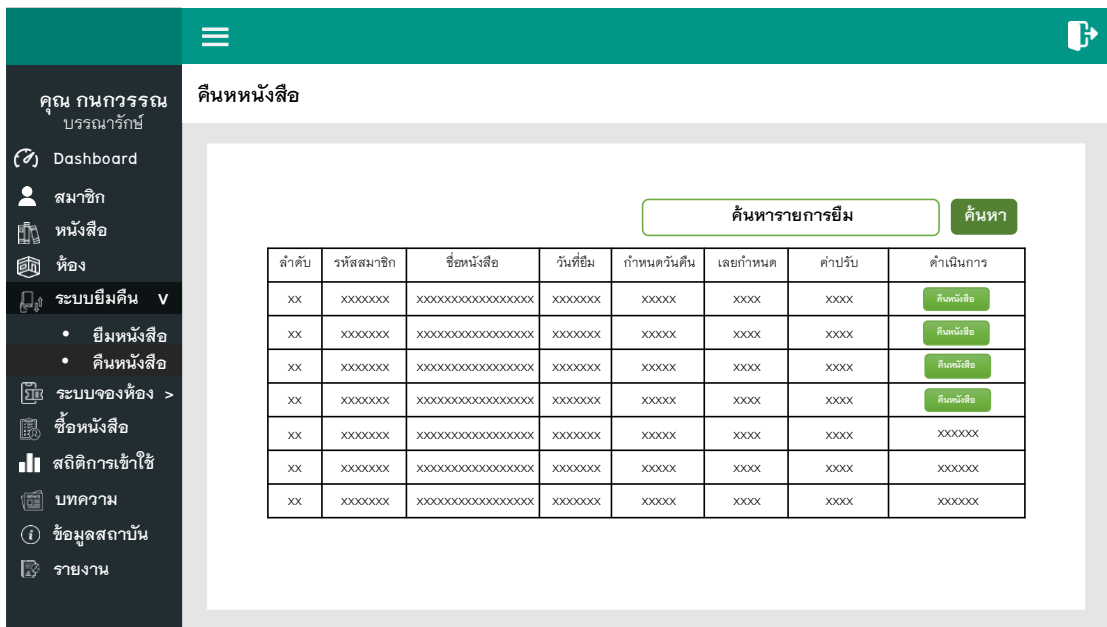 คุณ กนกวรรณ
บรรณารักษ์
Dashboard
สมาชิก
หนังสือ
ห้อง
ระบบยืมคืน v
• ยืมหนังสือ
• คืนหนังสือ
ระบบจองห้อง >
ซื้อหนังสือ
สถิติการเข้าใช้
บทความ
ข้อมูลสถาบัน
รายงาน
คืนหหนังสือ
ค้นหารายการยืม ค้นหา
ลำดับ รหัสสมาชิก ชื่อหนังสือ วันที่ยืม กำหนดวันคืน เลยกำหนด ค่าปรับ ดำเนินการ
xx xxxxxxx xxxxxxxxxxxxxxxxxx xxxxxxx xxxxx xxxx xxxx คืนหนังสือ
xx xxxxxxx xxxxxxxxxxxxxxxxxx xxxxxxx xxxxx xxxx xxxx คืนหนังสือ
xx xxxxxxx xxxxxxxxxxxxxxxxxx xxxxxxx xxxxx xxxx xxxx คืนหนังสือ
xx xxxxxxx xxxxxxxxxxxxxxxxxx xxxxxxx xxxxx xxxx xxxx คืนหนังสือ
xx xxxxxxx xxxxxxxxxxxxxxxxxx xxxxxxx xxxxx xxxx xxxx xxxxxx
xx xxxxxxx xxxxxxxxxxxxxxxxxx xxxxxxx xxxxx xxxx xxxx xxxxxx
xx xxxxxxx xxxxxxxxxxxxxxxxxx xxxxxxx xxxxx xxxx xxxx xxxxxx